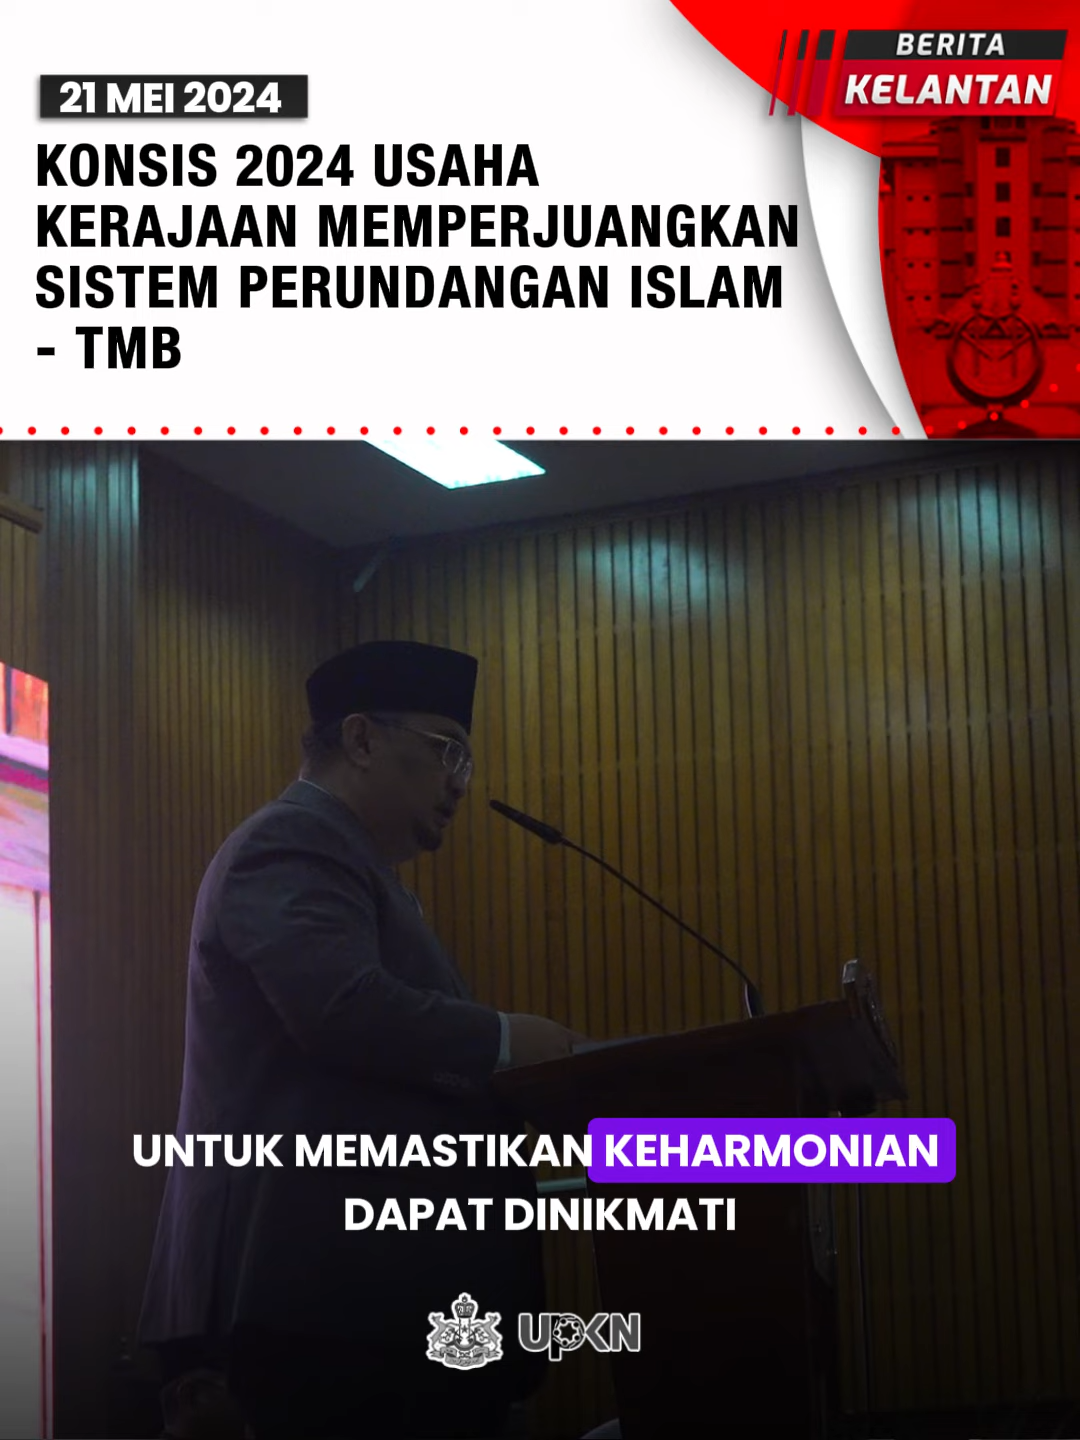 BERITA
KELANTAN
21 MEI 2024
KONSIS 2024 USAHA
KERAJAAN MEMPERJUANGKAN
SISTEM PERUNDANGAN ISLAM
- TMB
UNTUK MEMASTIKAN KEHARMONIAN
DAPAT DINIKMATI
UPKN